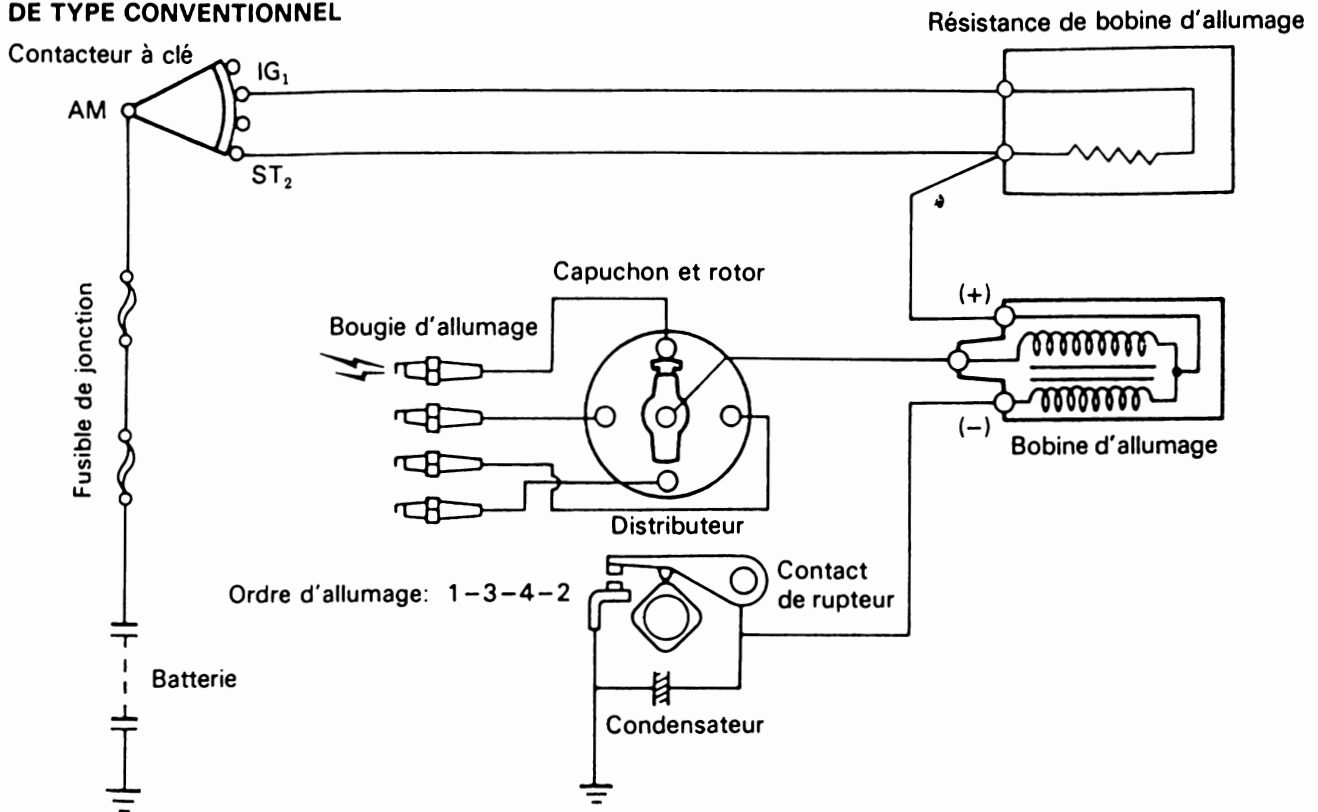 DE TYPE CONVENTIONNEL
Résistance de bobine d'allumage
Contacteur à clé
IG₁
AM
ST₂
Capuchon et rotor
(+)
Bougie d'allumage
Fusible de jonction
(−)
Bobine d'allumage
Distributeur
Contact
de rupteur
Ordre d'allumage: 1−3−4−2
Batterie
Condensateur